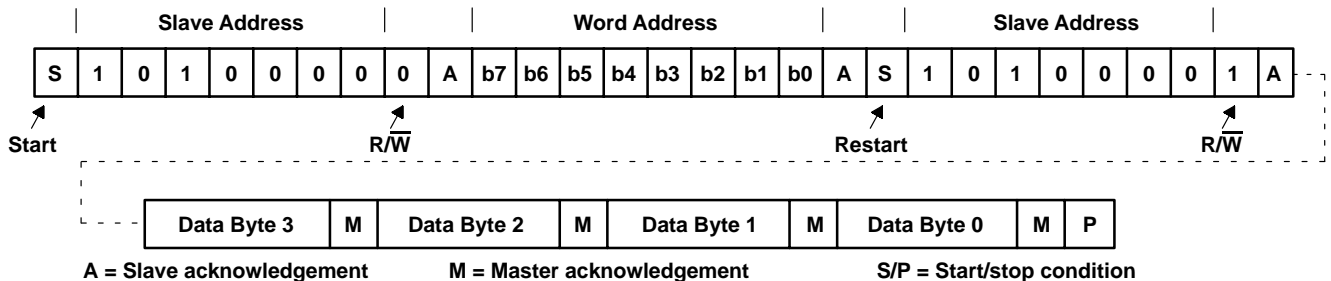 Slave Address Word Address Slave Address
S 1 0 1 0 0 0 0 0 A b7 b6 b5 b4 b3 b2 b1 b0 A S 1 0 1 0 0 0 0 1 A
Start R/W̅ Restart R/W̅
Data Byte 3 M Data Byte 2 M Data Byte 1 M Data Byte 0 M P
A = Slave acknowledgement M = Master acknowledgement S/P = Start/stop condition